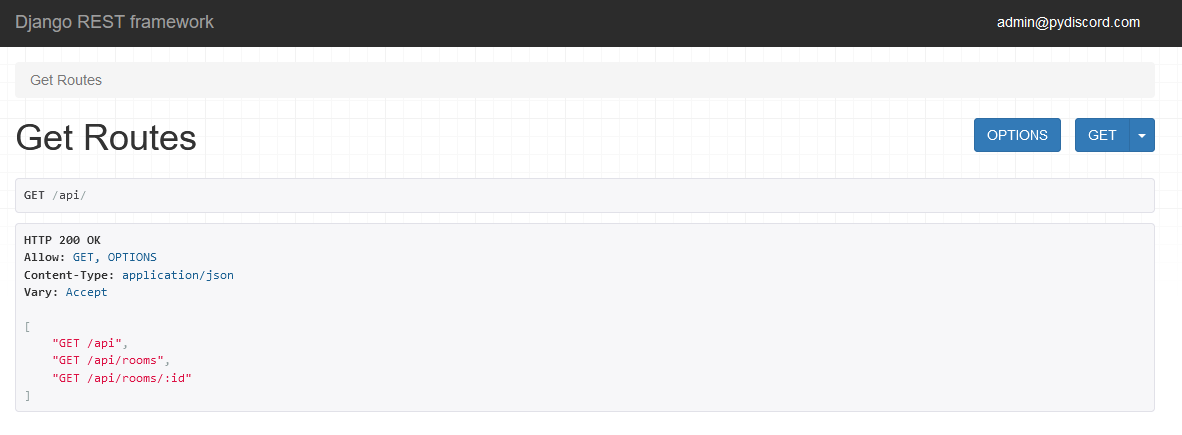 Django REST framework
admin@pydiscord.com
Get Routes
Get Routes
OPTIONS
GET
GET /api/
HTTP 200 OK
Allow: GET, OPTIONS
Content-Type: application/json
Vary: Accept
[
    "GET /api",
    "GET /api/rooms",
    "GET /api/rooms/:id"
]